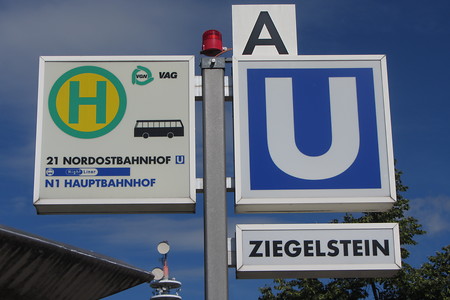 A
H
VGN VAG
21 NORDOSTBAHNHOF U
NightLiner
N1 HAUPTBAHNHOF
U
ZIEGELSTEIN